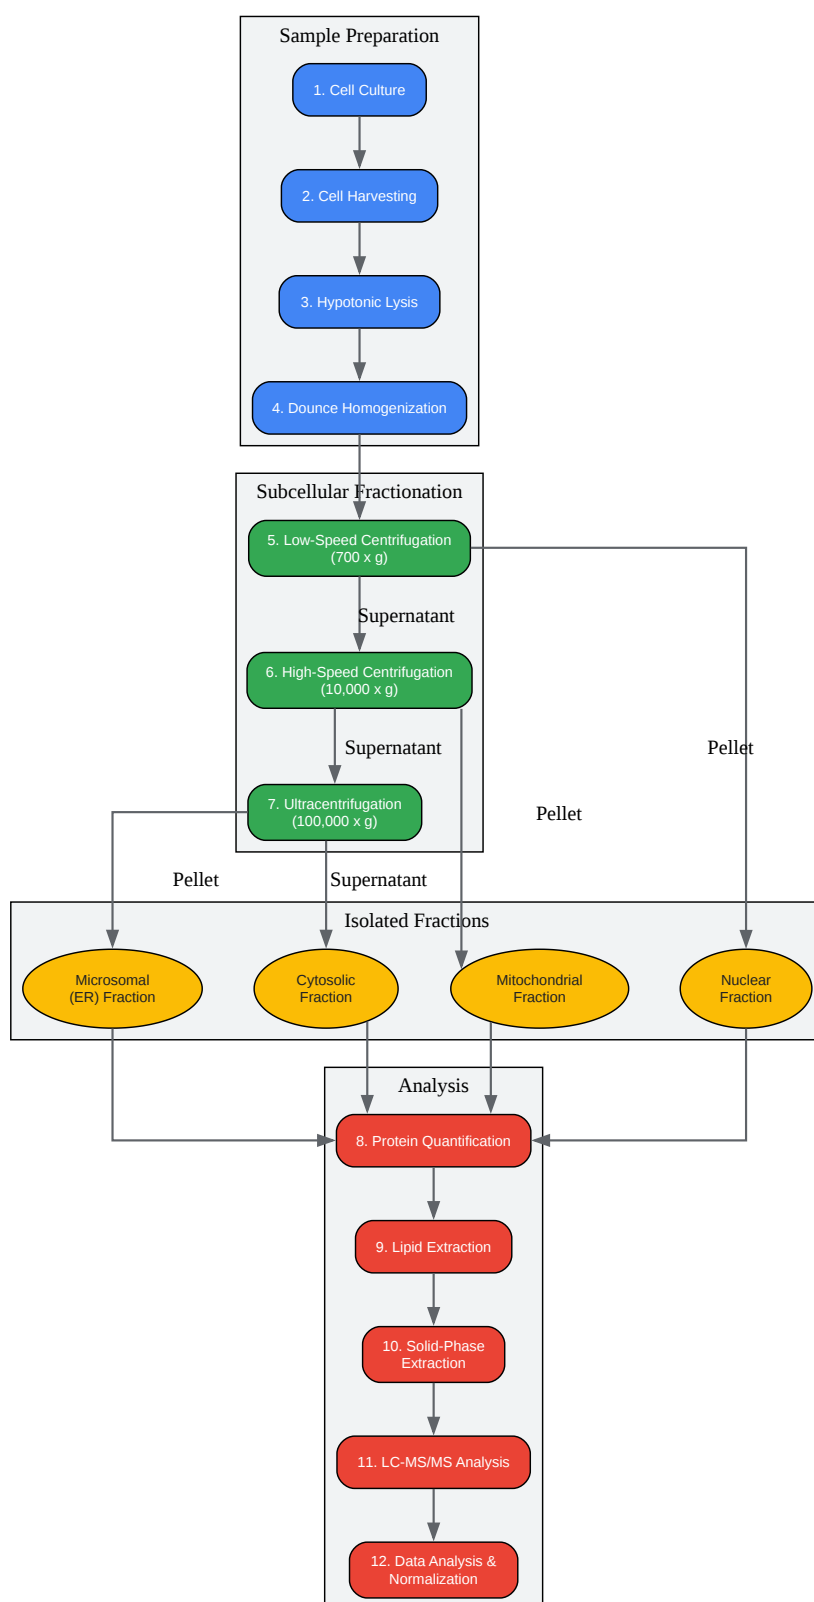 Sample Preparation
1. Cell Culture
2. Cell Harvesting
3. Hypotonic Lysis
4. Dounce Homogenization
Subcellular Fractionation
5. Low-Speed Centrifugation
(700 x g)
Supernatant
6. High-Speed Centrifugation
(10,000 x g)
Supernatant
Pellet
7. Ultracentrifugation
(100,000 x g)
Pellet
Pellet
Supernatant
Isolated Fractions
Microsomal
(ER) Fraction
Cytosolic
Fraction
Mitochondrial
Fraction
Nuclear
Fraction
Analysis
8. Protein Quantification
9. Lipid Extraction
10. Solid-Phase
Extraction
11. LC-MS/MS Analysis
12. Data Analysis &
Normalization